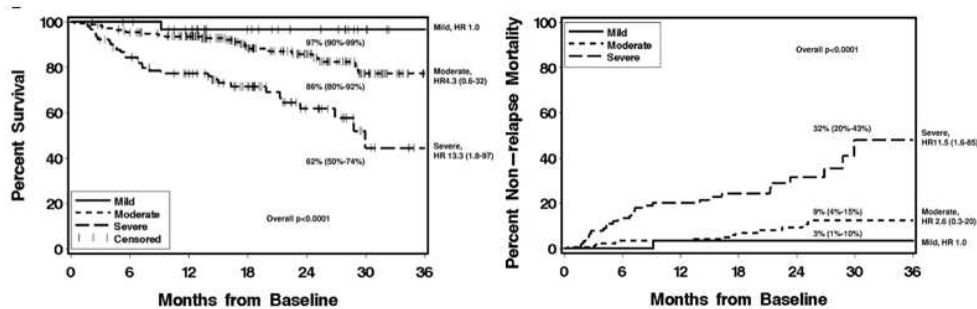 Percent Survival
100
80
60
40
20
0
Mild, HR 1.0
97% (90%-99%)
Moderate,
HR4.3 (0.6-32)
86% (80%-92%)
Severe,
HR 13.3 (1.8-97)
62% (50%-74%)
Mild
Moderate
Severe
Censored
Overall p<0.0001
0 6 12 18 24 30 36
Months from Baseline
Percent Non-relapse Mortality
100
80
60
40
20
0
Mild
Moderate
Severe
Overall p<0.0001
32% (20%-43%)
Severe,
HR11.5 (1.6-85)
9% (4%-15%)
Moderate,
HR 2.6 (0.3-20)
3% (1%-10%)
Mild, HR 1.0
0 6 12 18 24 30 36
Months from Baseline